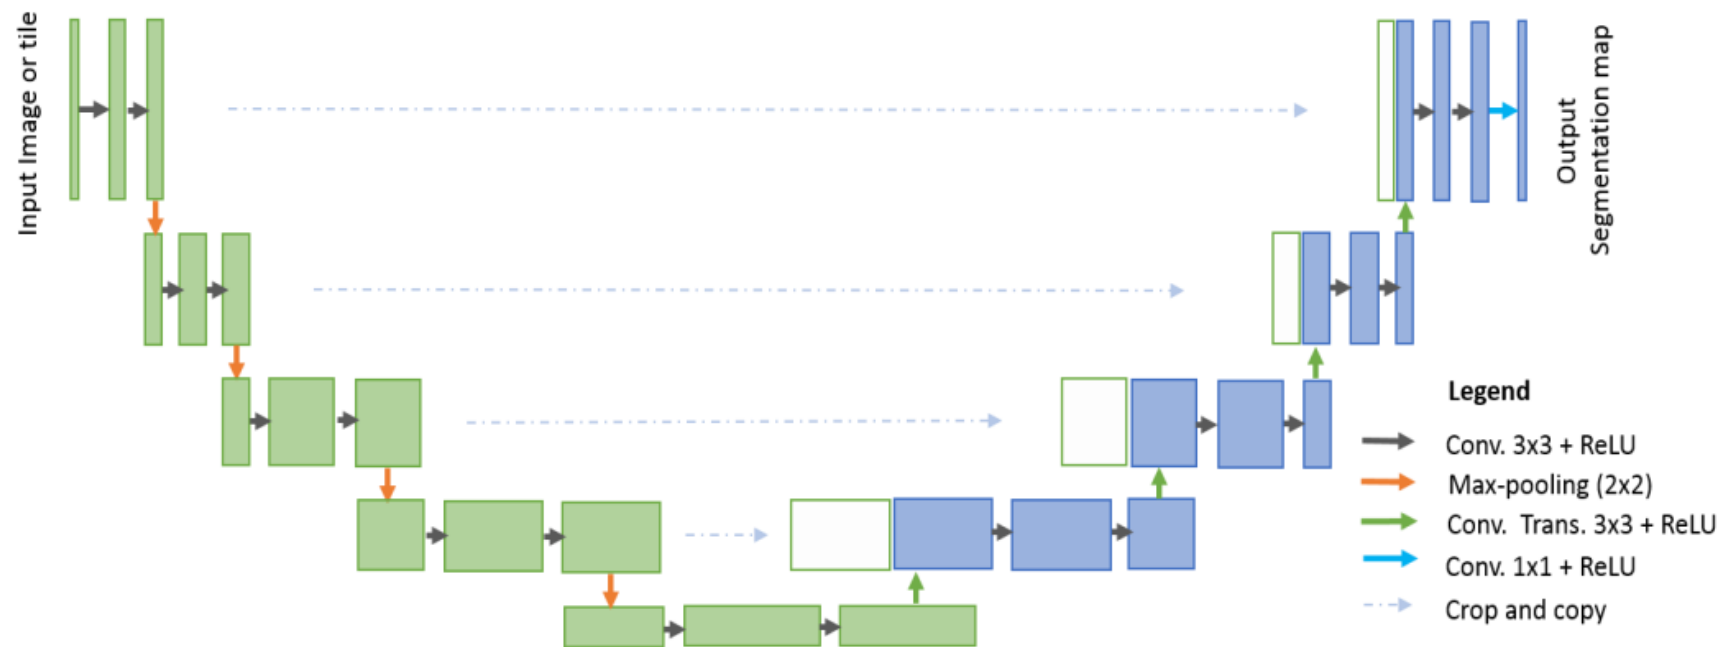 Input Image or tile
Output
Segmentation map
Legend
Conv. 3x3 + ReLU
Max-pooling (2x2)
Conv. Trans. 3x3 + ReLU
Conv. 1x1 + ReLU
Crop and copy